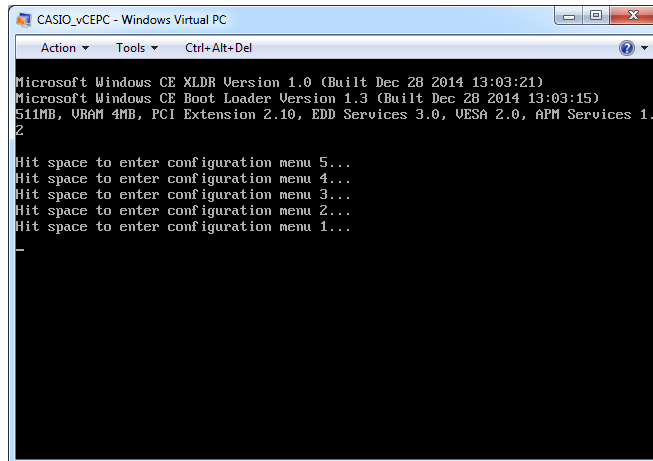 CASIO_vCEPC - Windows Virtual PC
Action Tools Ctrl+Alt+Del
Microsoft Windows CE XLDR Version 1.0 (Built Dec 28 2014 13:03:21)
Microsoft Windows CE Boot Loader Version 1.3 (Built Dec 28 2014 13:03:15)
511MB, VRAM 4MB, PCI Extension 2.10, EDD Services 3.0, VESA 2.0, APM Services 1.
2
Hit space to enter configuration menu 5...
Hit space to enter configuration menu 4...
Hit space to enter configuration menu 3...
Hit space to enter configuration menu 2...
Hit space to enter configuration menu 1...